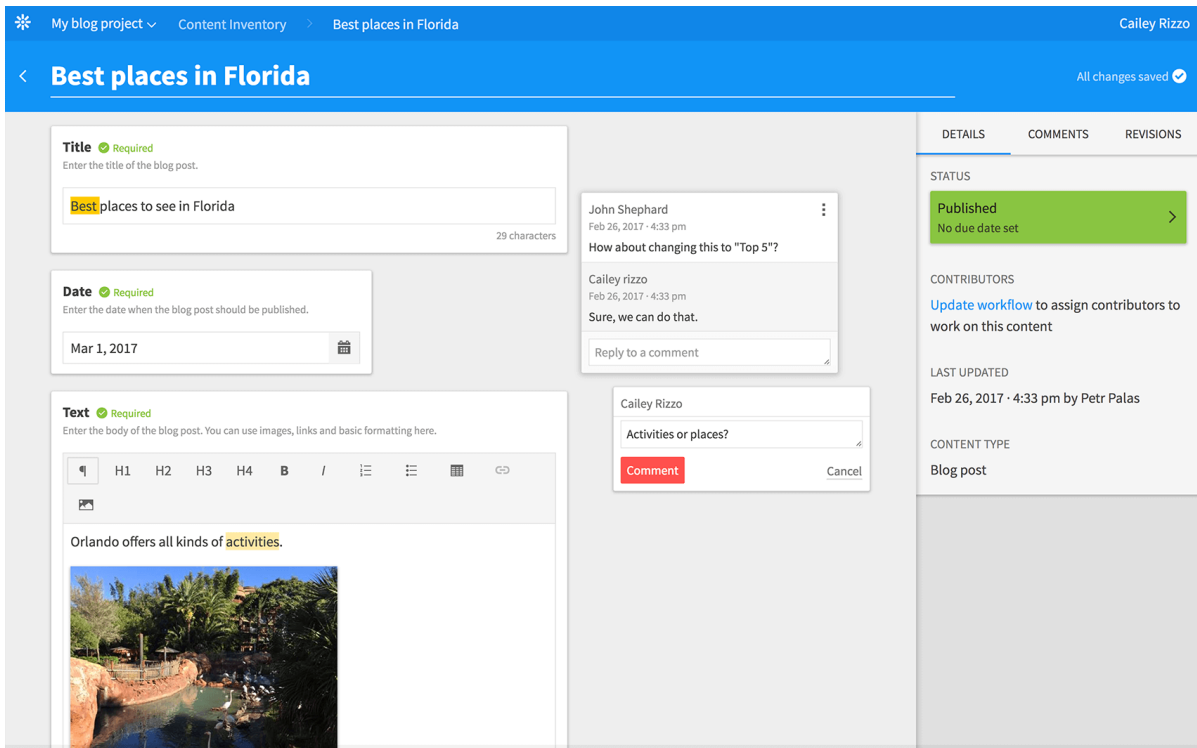 My blog project Content Inventory Best places in Florida Cailey Rizzo
Best places in Florida All changes saved
Title Required
Enter the title of the blog post.
Best places to see in Florida
29 characters
Date Required
Enter the date when the blog post should be published.
Mar 1, 2017
Text Required
Enter the body of the blog post. You can use images, links and basic formatting here.
¶ H1 H2 H3 H4 B I
Orlando offers all kinds of activities.
John Shephard
Feb 26, 2017 · 4:33 pm
How about changing this to "Top 5"?
Cailey rizzo
Feb 26, 2017 · 4:33 pm
Sure, we can do that.
Reply to a comment
Cailey Rizzo
Activities or places?
Comment Cancel
DETAILS COMMENTS REVISIONS
STATUS
Published
No due date set
CONTRIBUTORS
Update workflow to assign contributors to
work on this content
LAST UPDATED
Feb 26, 2017 · 4:33 pm by Petr Palas
CONTENT TYPE
Blog post